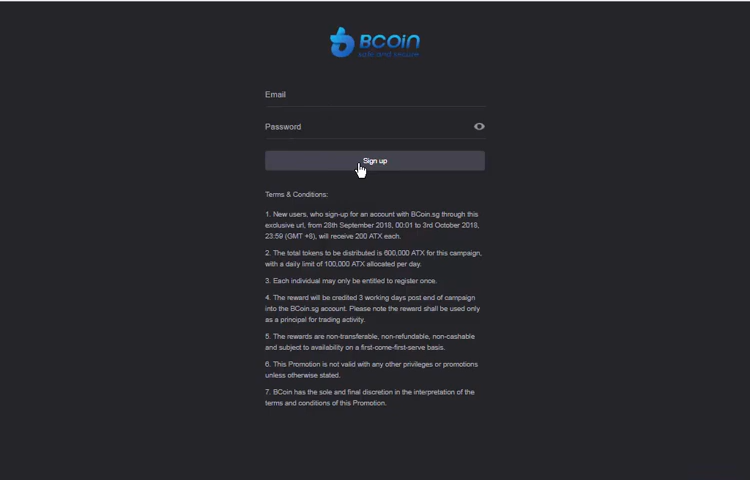 BCOIN
safe and secure
Email
Password
Sign up
Terms & Conditions:
1. New users, who sign-up for an account with BCoin.sg through this
exclusive url, from 28th September 2018, 00:01 to 3rd October 2018,
23:59 (GMT +8), will receive 200 ATX each.
2. The total tokens to be distributed is 600,000 ATX for this campaign,
with a daily limit of 100,000 ATX allocated per day.
3. Each individual may only be entitled to register once.
4. The reward will be credited 3 working days post end of campaign
into the BCoin.sg account. Please note the reward shall be used only
as a principal for trading activity.
5. The rewards are non-transferable, non-refundable, non-cashable
and subject to availability on a first-come-first-serve basis.
6. This Promotion is not valid with any other privileges or promotions
unless otherwise stated.
7. BCoin has the sole and final discretion in the interpretation of the
terms and conditions of this Promotion.